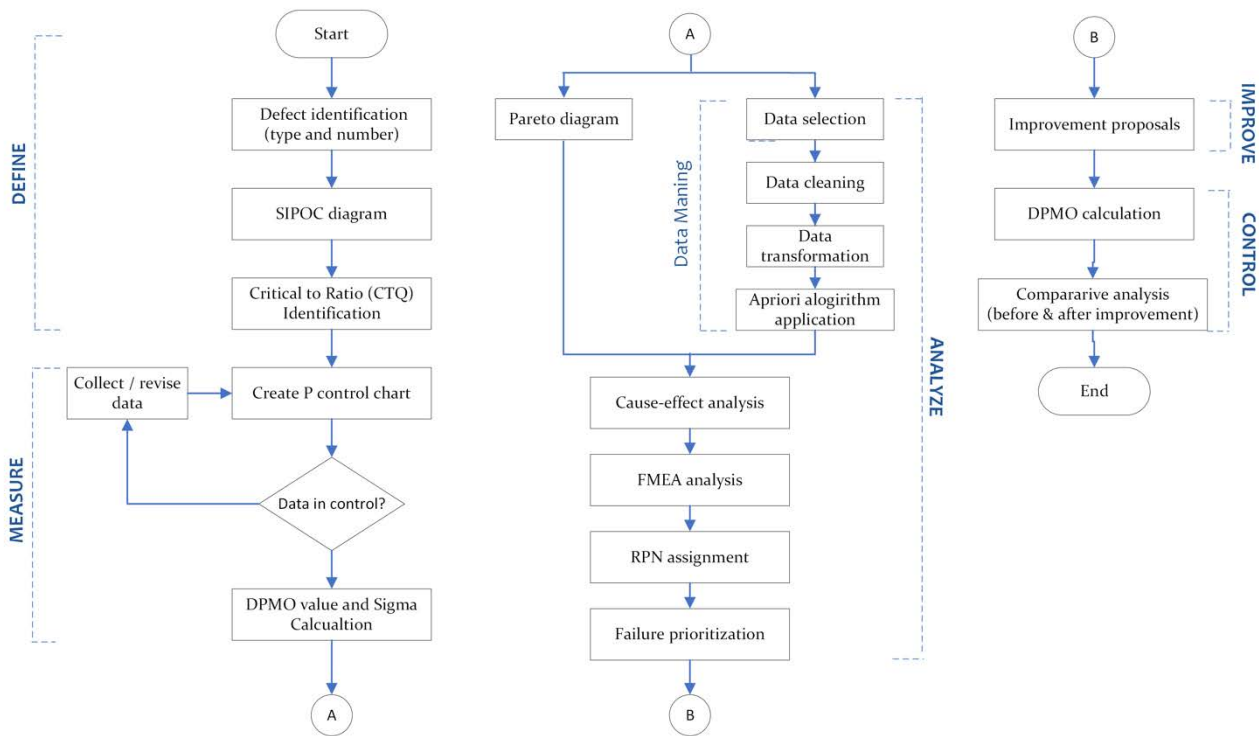 Start
DEFINE
Defect identification
(type and number)
SIPOC diagram
Critical to Ratio (CTQ)
Identification
MEASURE
Collect / revise
data
Create P control chart
Data in control?
DPMO value and Sigma
Calcualtion
A
A
Pareto diagram
Data Maning
Data selection
Data cleaning
Data
transformation
Apriori alogirithm
application
ANALYZE
Cause-effect analysis
FMEA analysis
RPN assignment
Failure prioritization
B
B
IMPROVE
Improvement proposals
CONTROL
DPMO calculation
Compararive analysis
(before & after improvement)
End